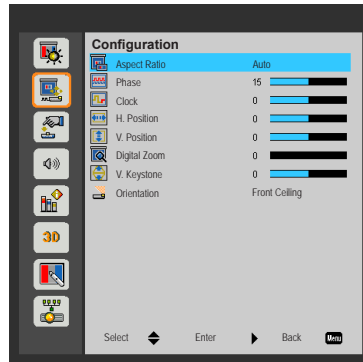 Configuration
Aspect Ratio Auto
Phase 15
Clock 0
H. Position 0
V. Position 0
Digital Zoom 0
V. Keystone 0
Orientation Front Ceiling
3D
Select Enter Back Menu